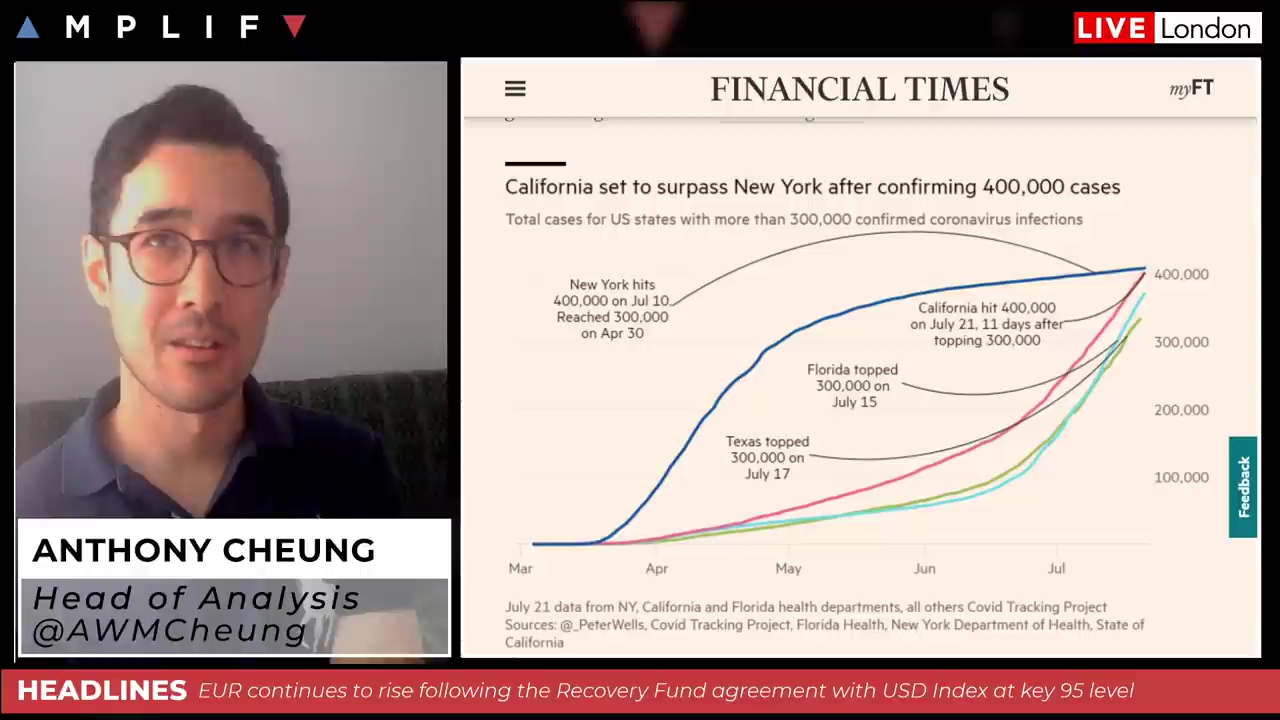 MPLIF
LIVE London
FINANCIAL TIMES
myFT
California set to surpass New York after confirming 400,000 cases
Total cases for US states with more than 300,000 confirmed coronavirus infections
New York hits
400,000 on Jul 10.
Reached 300,000
on Apr 30
California hit 400,000
on July 21, 11 days after
topping 300,000
Florida topped
300,000 on
July 15
Texas topped
300,000 on
July 17
400,000
300,000
200,000
100,000
Mar Apr May Jun Jul
Feedback
July 21 data from NY, California and Florida health departments, all others Covid Tracking Project
Sources: @_PeterWells, Covid Tracking Project, Florida Health, New York Department of Health, State of
California
ANTHONY CHEUNG
Head of Analysis
@AWMCheung
HEADLINES EUR continues to rise following the Recovery Fund agreement with USD Index at key 95 level